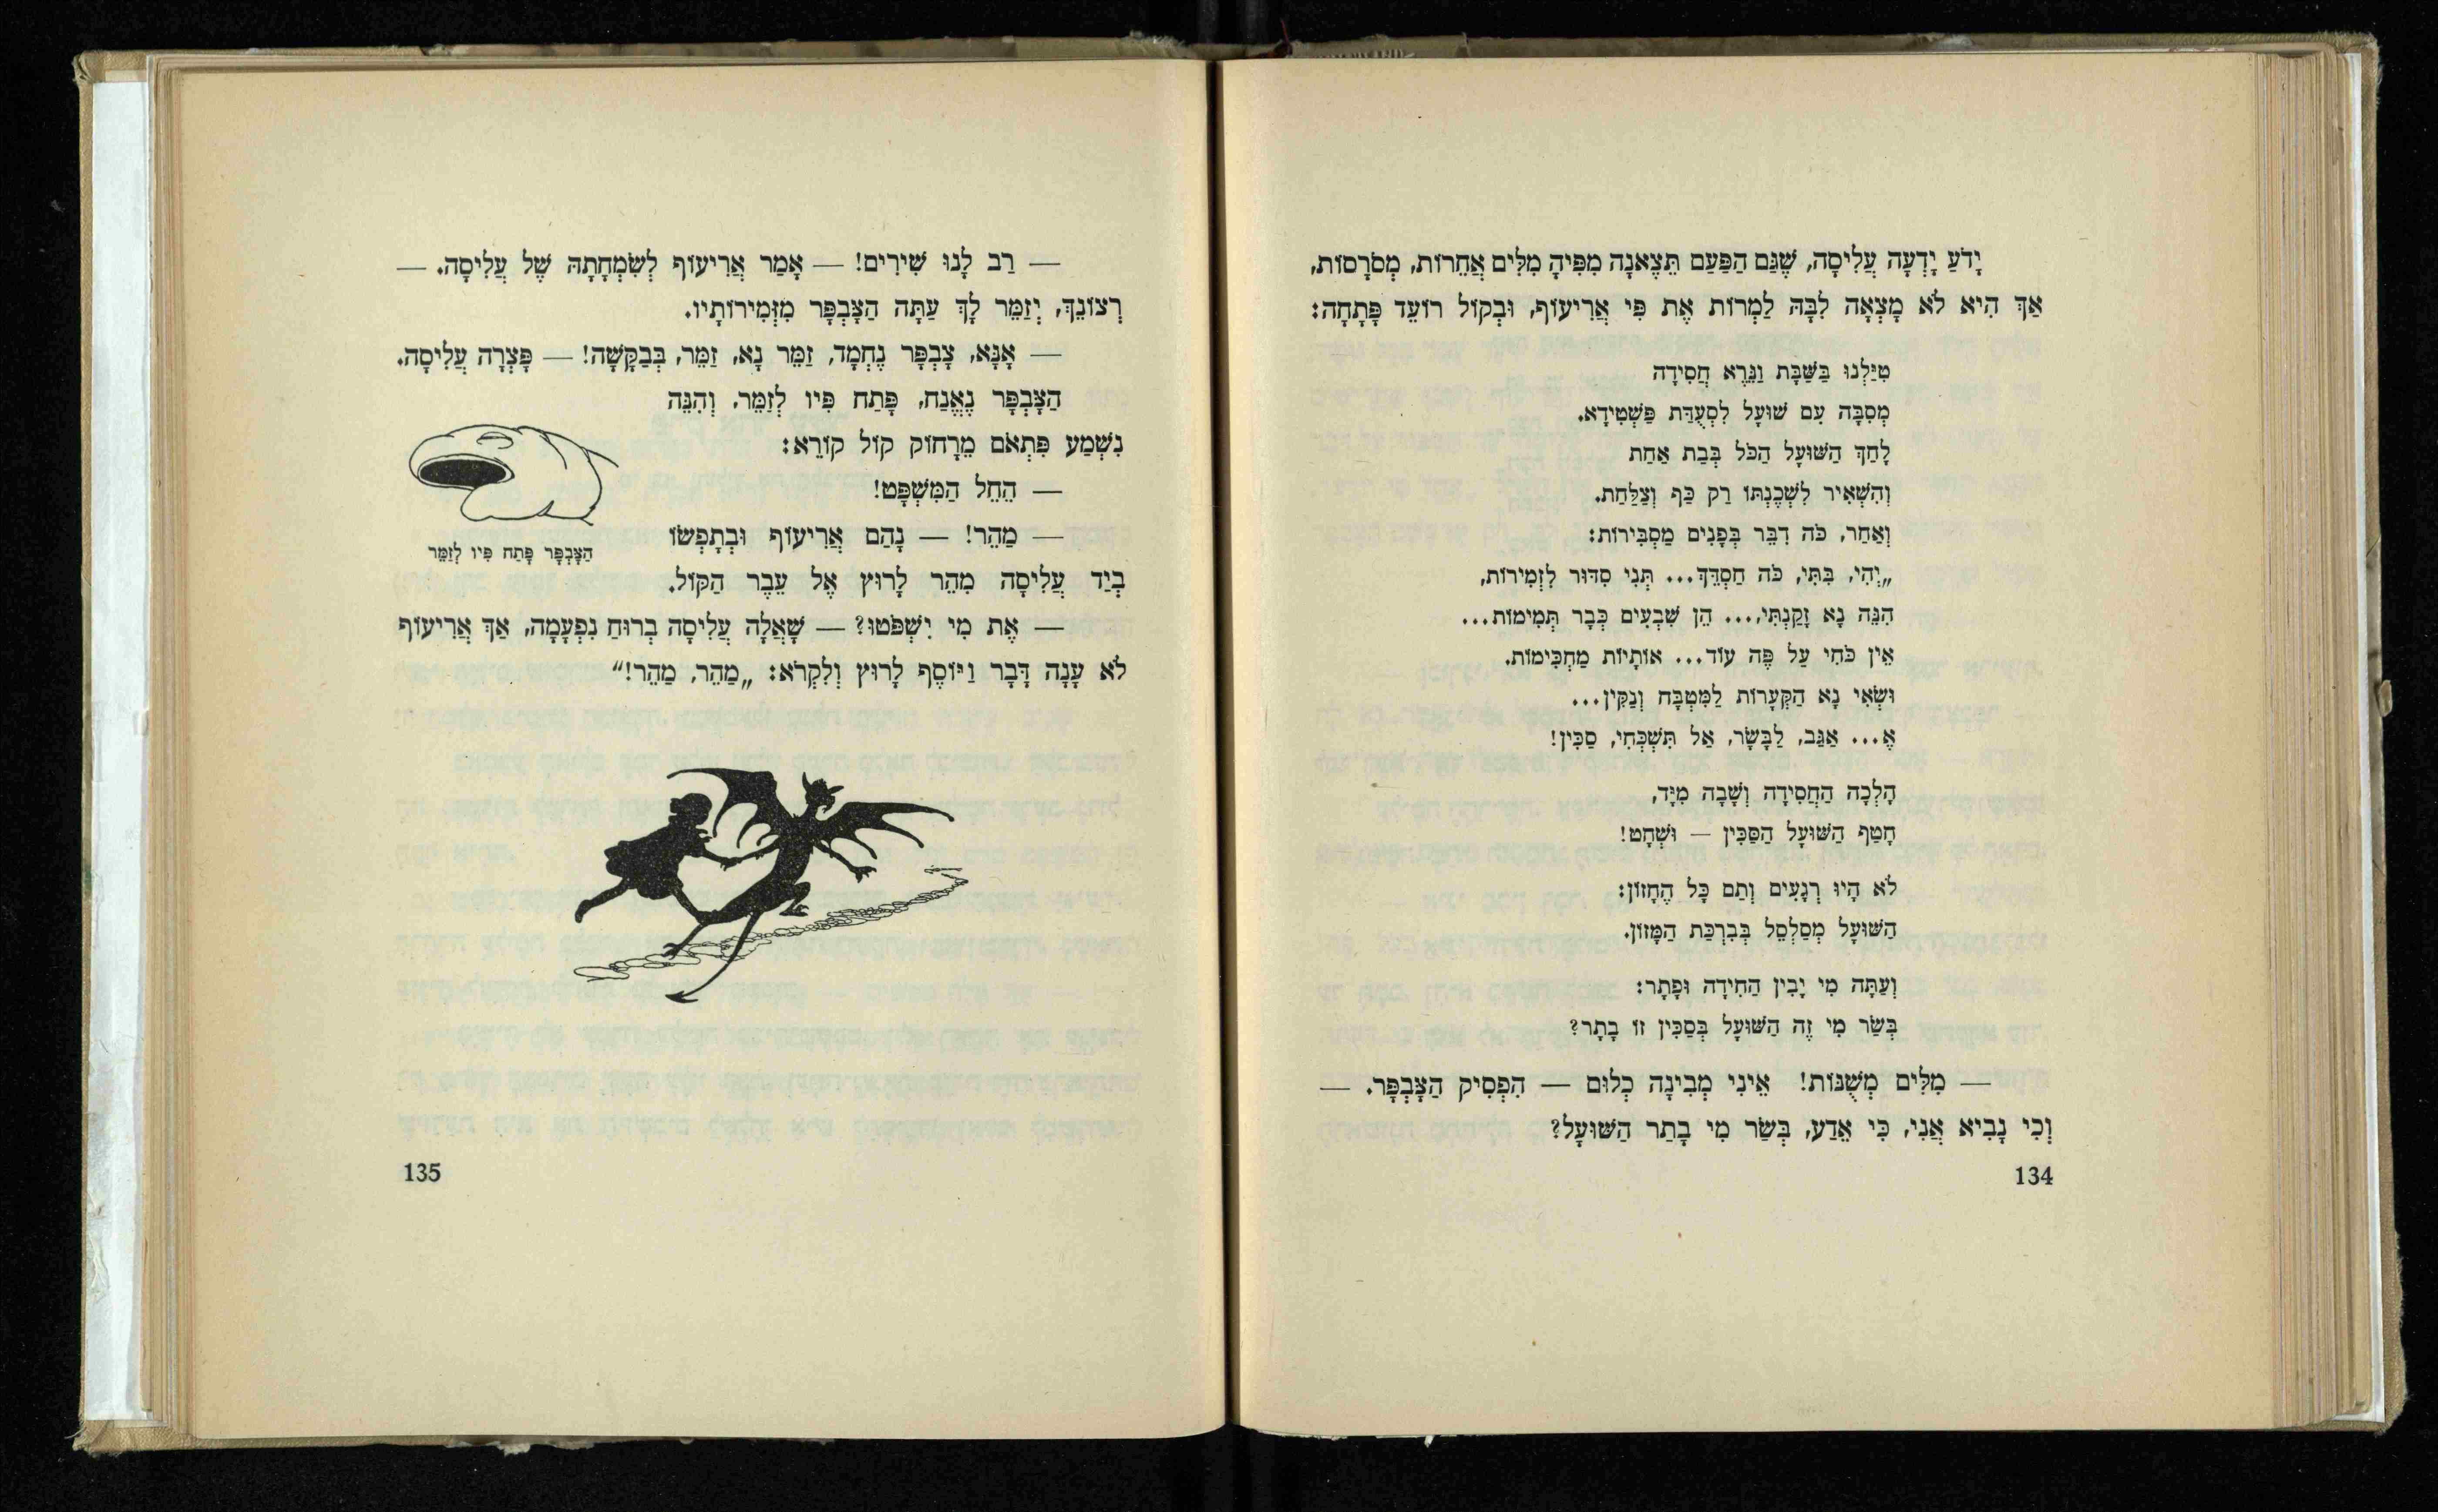 יָדֹעַ יָדְעָה עֲלִיסָה, שֶׁגַּם הַפַּעַם תֵּצֶאנָה מִפִּיהָ מִלִּים אֲחֵרוֹת, מְסֹרָסוֹת,
אַךְ הִיא לֹא מָצְאָה לִבָּהּ לַמְרוֹת אֶת פִּי אֲרִיעוֹף, וּבְקוֹל רוֹעֵד פָּתָחָה:
טִיַּלְנוּ בַּשַּׁבָּת וַנֵּרֶא חֲסִידָה
מְסִבָּה עִם שׁוּעָל לִסְעֻדַּת פַּשְׁטִידָא.
לָחַךְ הַשּׁוּעָל הַכֹּל בְּבַת אַחַת
וְהִשְׁאִיר לִשְׁכֶנְתּוֹ רַק כַּף וְצַלַּחַת.
וְאַחַר, כֹּה דִבֵּר בְּפָנִים מַסְבִּירוֹת:
„יְהִי, בִּתִּי, כֹּה חַסְדֵּךְ... תְּנִי סִדּוּר לִזְמִירוֹת,
הִנֵּה נָא זָקַנְתִּי,... הֵן שִׁבְעִים כְּבָר תְּמִימוֹת...
אֵין כֹּחִי עַל פֶּה עוֹד... אוֹתִיּוֹת מַחְכִּימוֹת.
וּשְׂאִי נָא הַקְּעָרוֹת לַמִּטְבָּח וְנַקִּין...
אֶ... אַגַּב, לַבָּשָׂר, אַל תִּשְׁכְּחִי, סַכִּין!
הָלְכָה הַחֲסִידָה וְשָׁבָה מִיָּד,
חָטַף הַשּׁוּעָל הַסַּכִּין — וּשְׁחָט!
לֹא הָיוּ רְגָעִים וְתַם כָּל הֶחָזוֹן:
הַשּׁוּעָל מְסַלְסֵל בְּבִרְכַּת הַמָּזוֹן.
וְעַתָּה מִי יָבִין הַחִידָה וּפָתָר:
בְּשַׂר מִי זֶה הַשּׁוּעָל בְּסַכִּין זוֹ בָתָר?
— מִלִּים מְשֻׁנּוֹת! אֵינִי מְבִינָה כְלוּם — הִפְסִיק הַצָּבְפָּר. —
וְכִי נָבִיא אֲנִי, כִּי אֵדַע, בְּשַׂר מִי בָתַר הַשּׁוּעָל?
134
— רַב לָנוּ שִׁירִים! — אָמַר אֲרִיעוֹף לְשִׂמְחָתָהּ שֶׁל עֲלִיסָה. —
רְצוֹנֵךְ, יְזַמֵּר לָךְ עַתָּה הַצָּבְפָּר מִזְּמִירוֹתָיו.
— אָנָּא, צָבְפָּר נֶחְמָד, זַמֵּר נָא, זַמֵּר, בְּבַקָּשָׁה! — פָּצְרָה עֲלִיסָה.
הַצָּבְפָּר נֶאֱנַח, פָּתַח פִּיו לְזַמֵּר, וְהִנֵּה
נִשְׁמַע פִּתְאֹם מֵרָחוֹק קוֹל קוֹרֵא:
— הֵחֵל הַמִּשְׁפָּט!
הַצָּבְפָּר פָּתַח פִּיו לְזַמֵּר
— מַהֵר! — נָהַם אֲרִיעוֹף וּבְתָפְשׂוֹ
בְיַד עֲלִיסָה מִהֵר לָרוּץ אֶל עֵבֶר הַקּוֹל.
— אֶת מִי יִשְׁפֹּטוּ? — שָׁאֲלָה עֲלִיסָה בְרוּחַ נִפְעָמָה, אַךְ אֲרִיעוֹף
לֹא עָנָה דָּבָר וַיּוֹסֶף לָרוּץ וְלִקְרֹא: „מַהֵר, מַהֵר!“
135